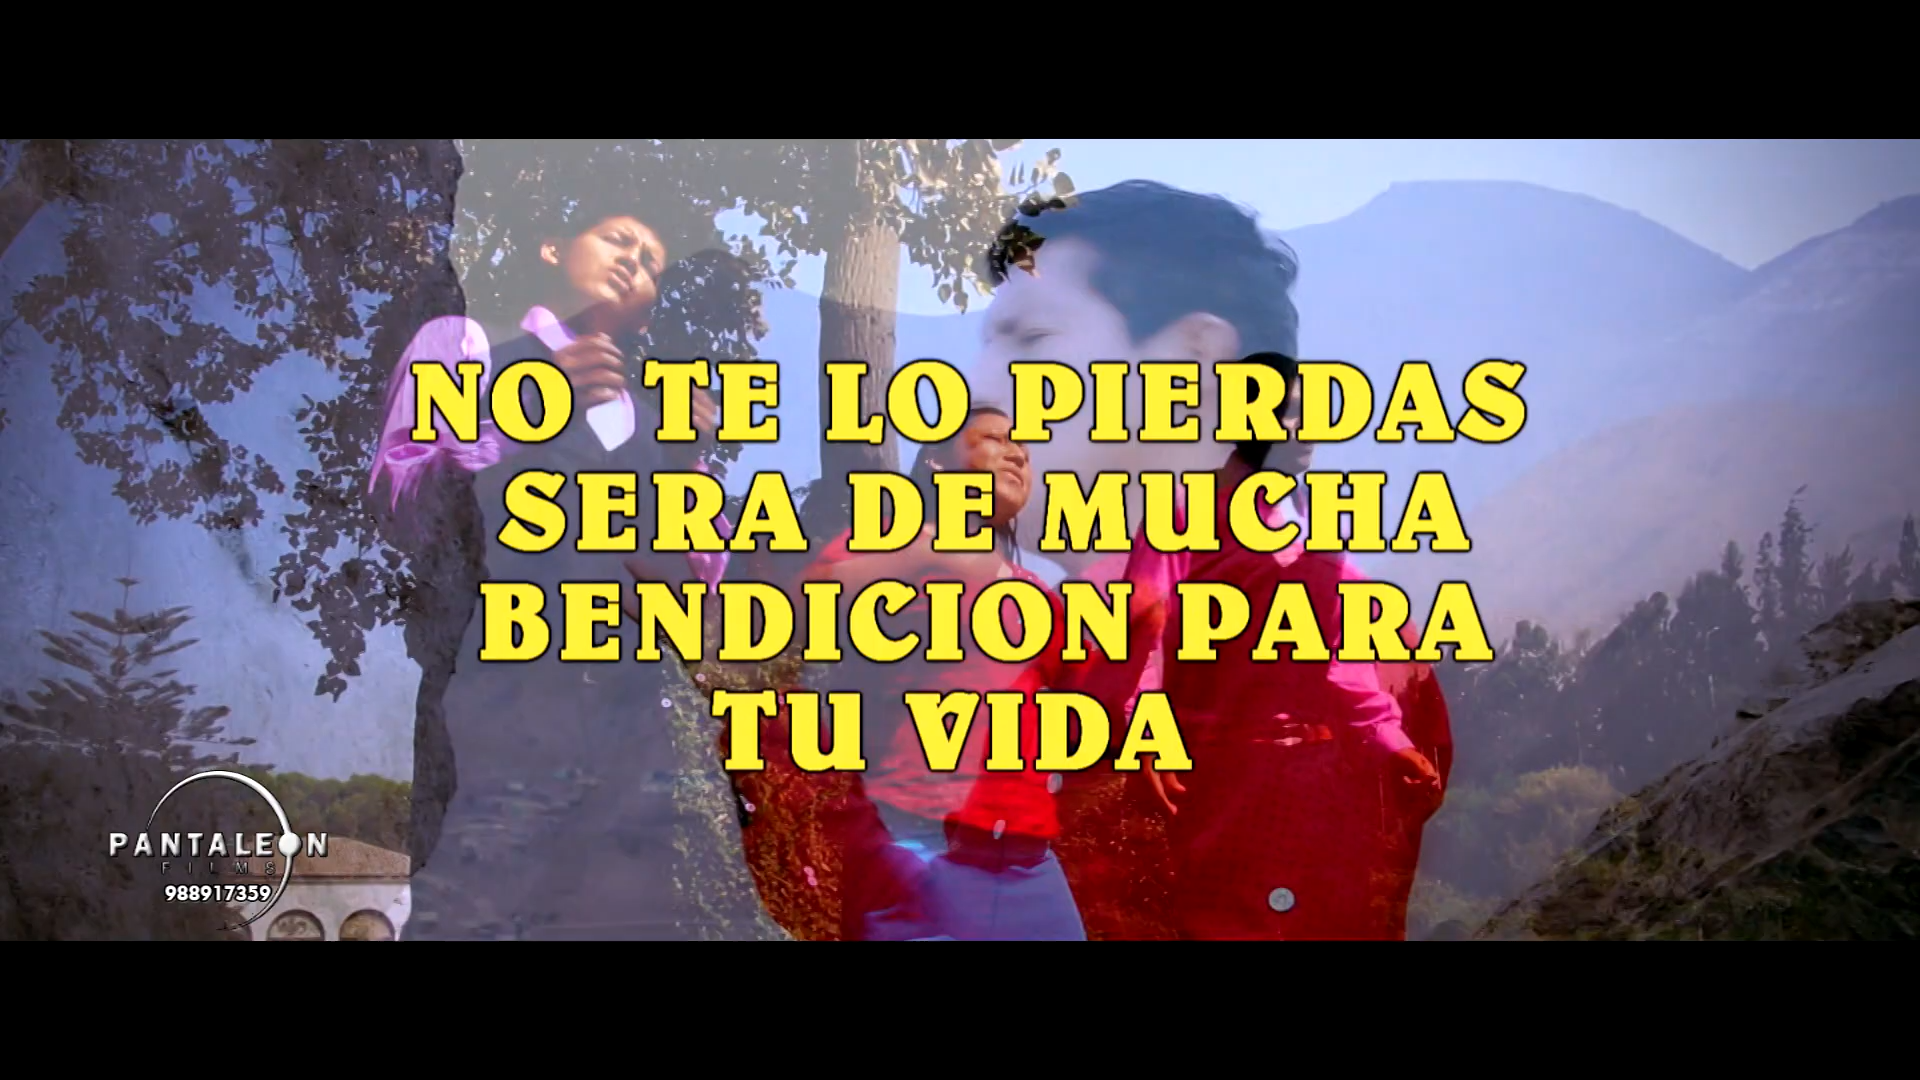 NO TE LO PIERDAS
SERA DE MUCHA
BENDICION PARA
TU VIDA
PANTALEON
FILMS
988917359